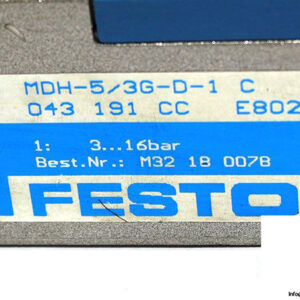 MDH-5/3G-D-1 C
043 191 CC E802
1: 3...16bar
Best.Nr.: M32 18 0078
FESTO